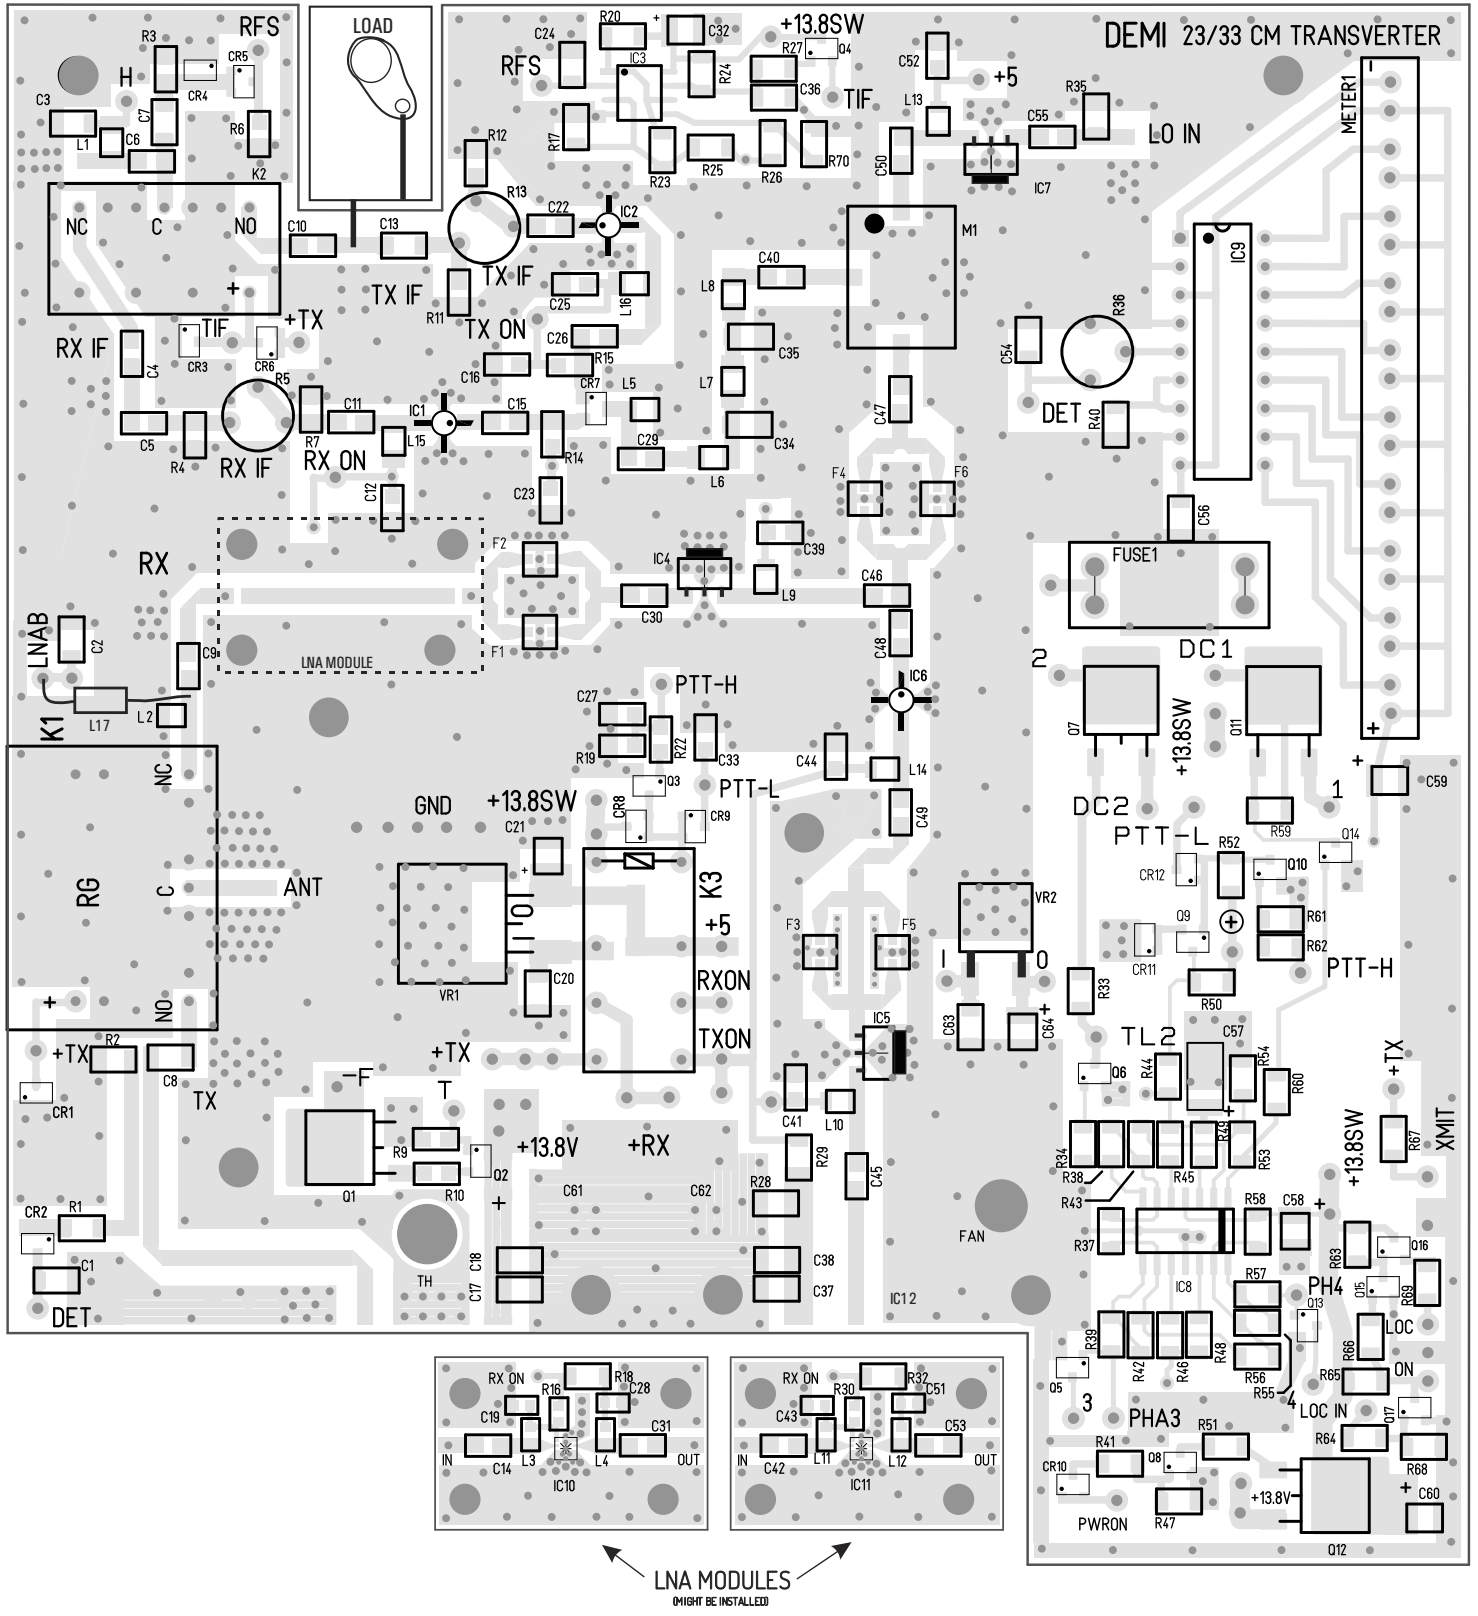 DEMI 23/33 CM TRANSVERTER
RFS
LOAD
R20
C32
+13.8SW
C24
IC3
R27
Q4
R24
C52
+5
RFS
C36
TIF
L13
R35
METER1
R3
H
CR4
CR5
C3
C7
R6
L1
C6
K2
R17
R12
R23
R25
R26
R70
C50
C55
LO IN
IC7
NC
C
NO
C10
C13
R13
C22
IC2
M1
IC9
+
TX IF
TX IF
R11
C25
L16
L8
C40
TX ON
C26
R15
C35
R36
C54
RX IF
C4
TIF
+TX
CR3
CR6
R5
C16
CR7
L5
L7
C47
DET
R40
C5
R4
R7
C11
IC1
C15
R14
C29
C34
L6
RX IF
RX ON
L15
C12
C23
F4
F6
C56
RX
F2
IC4
C39
FUSE1
L9
C46
C30
C48
LNAB
C2
C9
LNA MODULE
F1
2
DC1
L17
L2
K1
C27
PTT-H
IC6
R19
R22
C33
C44
L14
Q7
+13.8SW
Q11
+
NC
Q3
PTT-L
C59
GND
+13.8SW
CR8
CR9
C49
DC2
1
PTT-L
R59
C21
R52
Q14
RG
C
ANT
K3
CR12
Q10
VR2
R61
+5
F3
F5
Q9
R62
I
O
CR11
PTT-H
VR1
C20
RXON
R33
R50
NO
+
TXON
IC5
C63
C64
TL2
C57
+TX
R2
C8
+TX
R44
R54
Q6
R60
+TX
CR1
TX
-F
T
C41
L10
R49
R67
XMIT
R9
+13.8V
+RX
R29
R34
R38
R45
R53
+13.8SW
Q1
R10
Q2
C45
R43
C61
C62
R28
R58
C58
CR2
R1
FAN
R37
R63
Q16
TH
C18
C38
IC8
R57
PH4
Q15
R69
C1
C17
C37
IC12
Q13
DET
LOC
R39
R42
R46
R48
R56
R66
R55
R65
ON
Q5
3
4
LOC IN
Q17
PHA3
R51
R64
R41
Q8
R68
CR10
+13.8V
C60
PWRON
R47
Q12
RX ON
R16
R18
C28
C19
C31
IN
C14
L3
L4
OUT
IC10
RX ON
R30
R32
C51
C43
C53
IN
C42
L11
L12
OUT
IC11
LNA MODULES
(MIGHT BE INSTALLED)